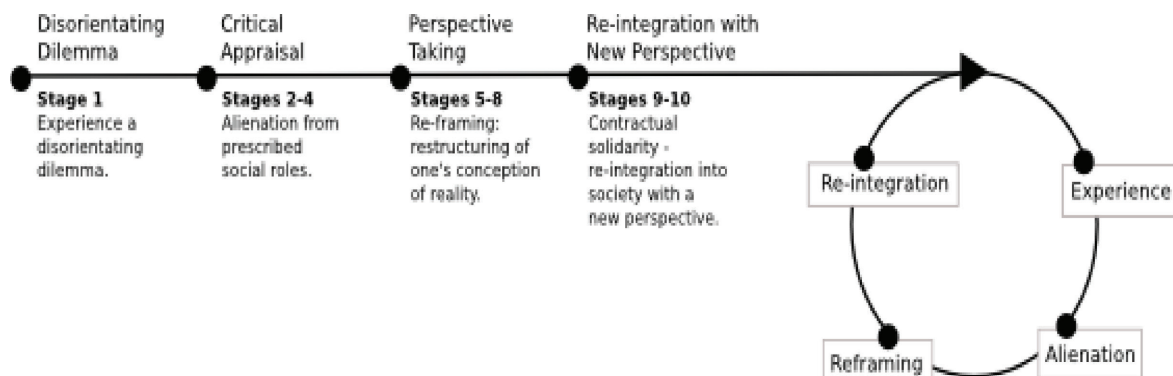 Disorientating
Dilemma
Stage 1
Experience a
disorientating
dilemma.
Critical
Appraisal
Stages 2-4
Alienation from
prescribed
social roles.
Perspective
Taking
Stages 5-8
Re-framing:
restructuring of
one's conception
of reality.
Re-integration with
New Perspective
Stages 9-10
Contractual
solidarity -
re-integration into
society with a
new perspective.
Re-integration
Experience
Reframing
Alienation